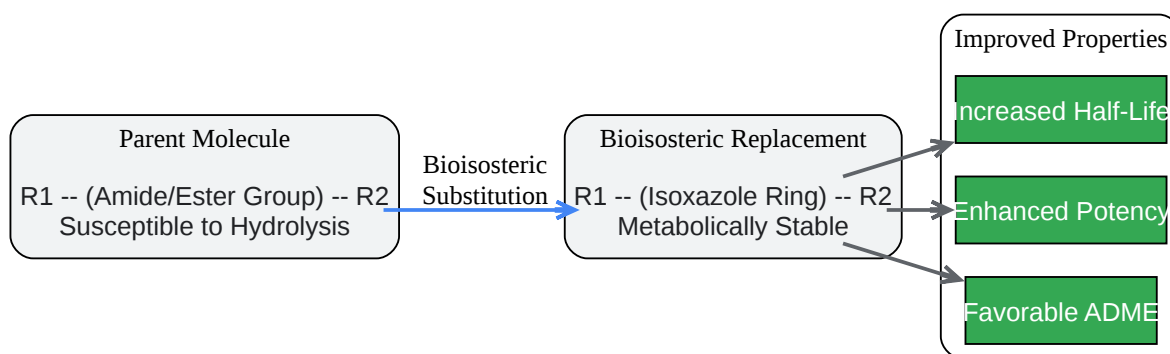 Parent Molecule
R1 -- (Amide/Ester Group) -- R2
Susceptible to Hydrolysis
Bioisosteric
Substitution
Bioisosteric Replacement
R1 -- (Isoxazole Ring) -- R2
Metabolically Stable
Improved Properties
Increased Half-Life
Enhanced Potency
Favorable ADME